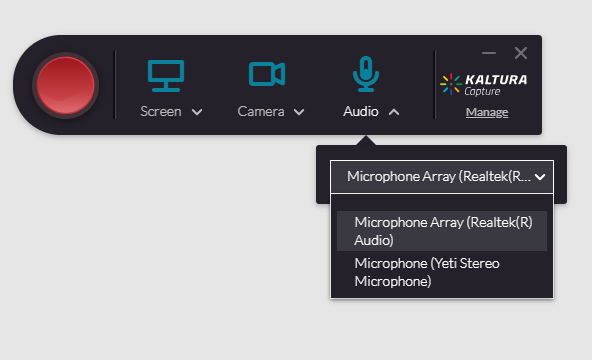 Screen
Camera
Audio
KALTURA
Capture
Manage
Microphone Array (Realtek(R...
Microphone Array (Realtek(R)
Audio)
Microphone (Yeti Stereo
Microphone)